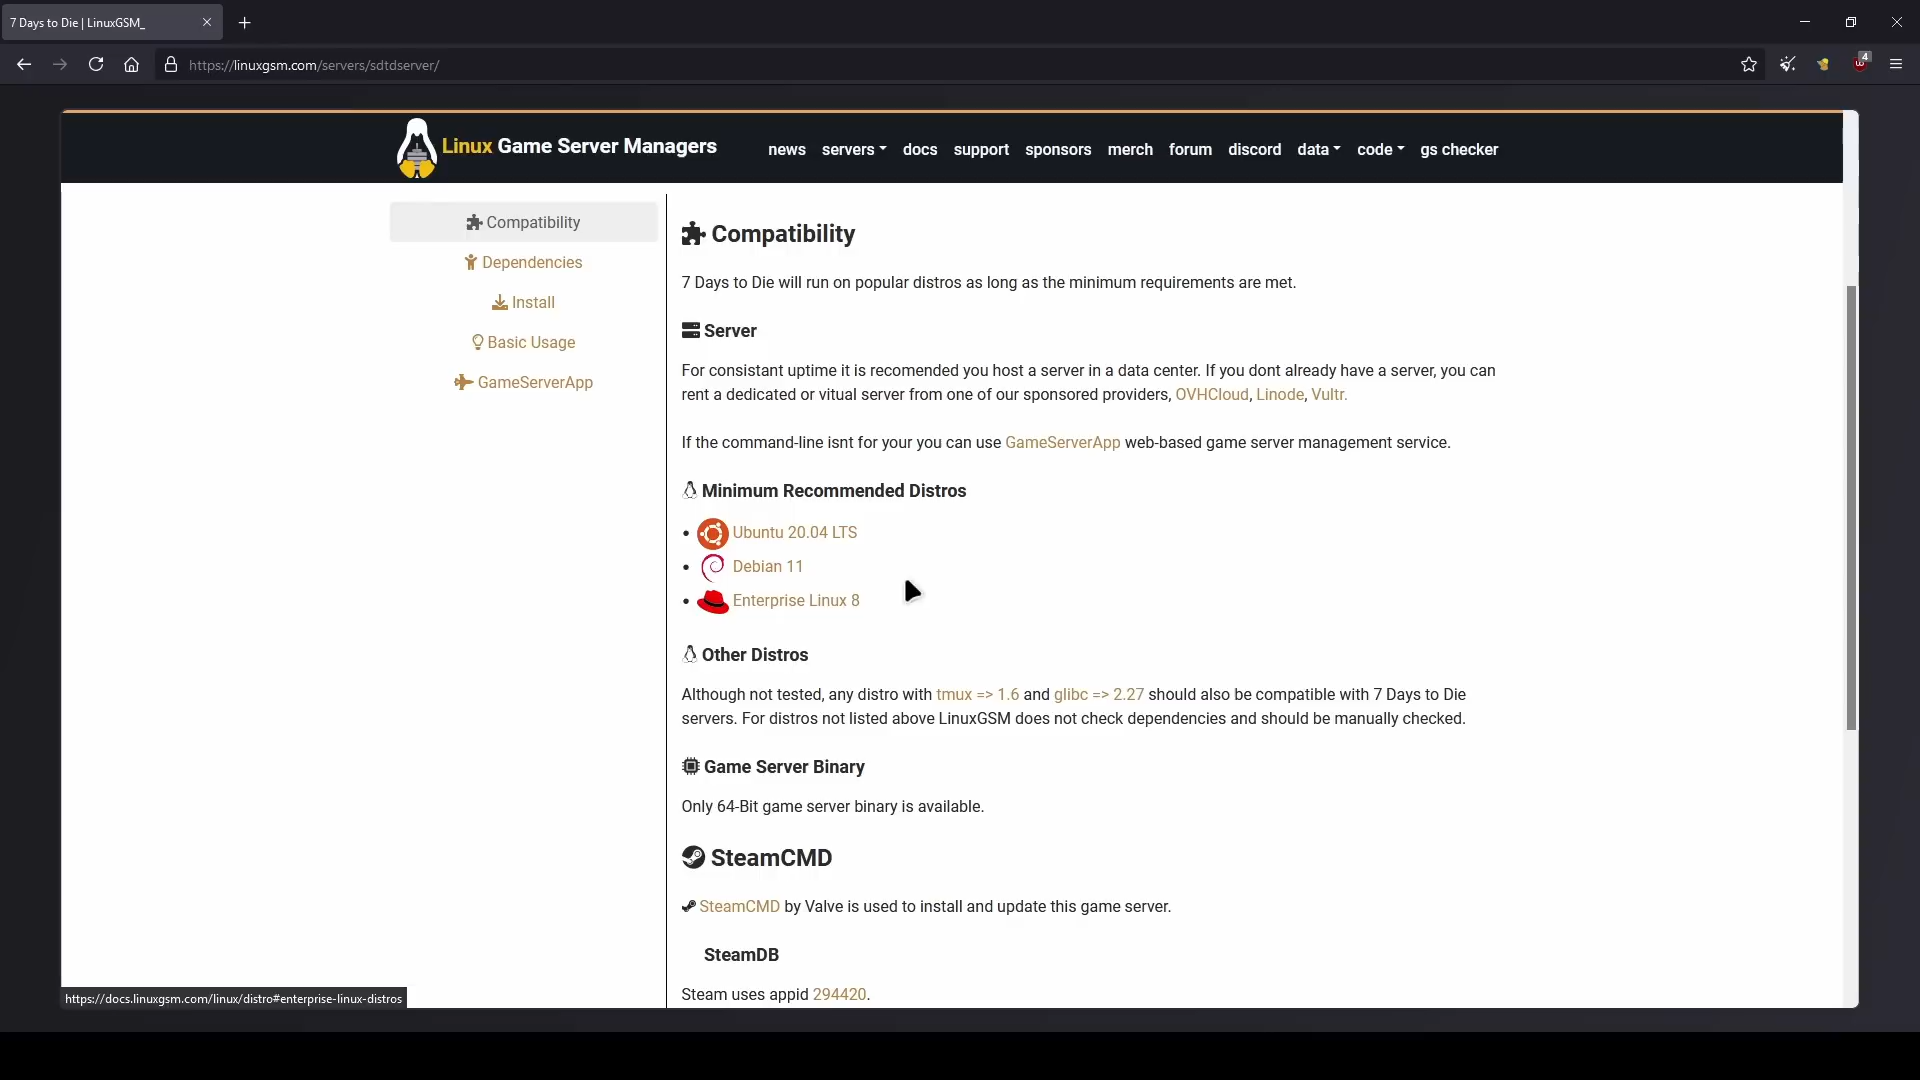 7 Days to Die | LinuxGSM_
https://linuxgsm.com/servers/sdtdserver/
4
Linux Game Server Managers
news servers docs support sponsors merch forum discord data code gs checker
Compatibility
Dependencies
Install
Basic Usage
GameServerApp
Compatibility
7 Days to Die will run on popular distros as long as the minimum requirements are met.
Server
For consistant uptime it is recomended you host a server in a data center. If you dont already have a server, you can
rent a dedicated or vitual server from one of our sponsored providers, OVHCloud, Linode, Vultr.
If the command-line isnt for your you can use GameServerApp web-based game server management service.
Minimum Recommended Distros
Ubuntu 20.04 LTS
Debian 11
Enterprise Linux 8
Other Distros
Although not tested, any distro with tmux => 1.6 and glibc => 2.27 should also be compatible with 7 Days to Die
servers. For distros not listed above LinuxGSM does not check dependencies and should be manually checked.
Game Server Binary
Only 64-Bit game server binary is available.
SteamCMD
SteamCMD by Valve is used to install and update this game server.
SteamDB
Steam uses appid 294420.
https://docs.linuxgsm.com/linux/distro#enterprise-linux-distros